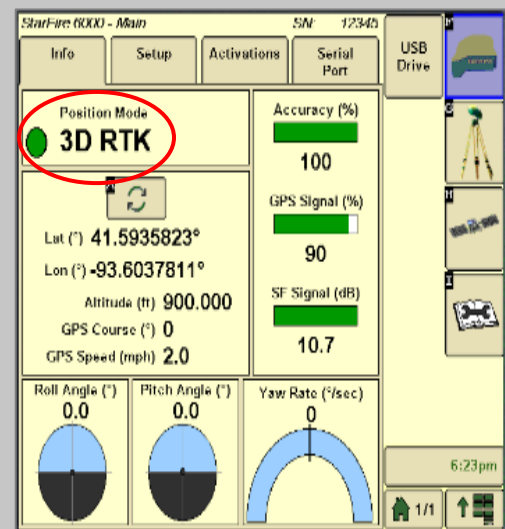 StarFire 6000 - Main SN: 12345
Info
Setup
Activations
Serial
Port
USB
Drive
Position Mode
3D RTK
Accuracy (%)
100
GPS Signal (%)
90
SF Signal (dB)
10.7
Lat (°) 41.5935823°
Lon (°) -93.6037811°
Altitude (ft) 900.000
GPS Course (°) 0
GPS Speed (mph) 2.0
Roll Angle (°)
0.0
Pitch Angle (°)
0.0
Yaw Rate (°/sec)
0
6:23pm
1/1